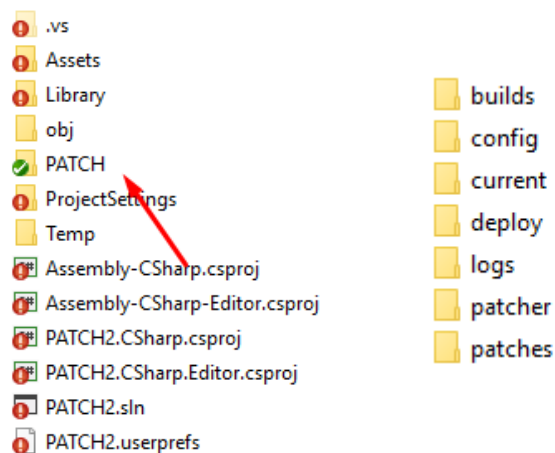 .vs
Assets
Library
obj
PATCH
ProjectSettings
Temp
Assembly-CSharp.csproj
Assembly-CSharp-Editor.csproj
PATCH2.CSharp.csproj
PATCH2.CSharp.Editor.csproj
PATCH2.sln
PATCH2.userprefs
builds
config
current
deploy
logs
patcher
patches